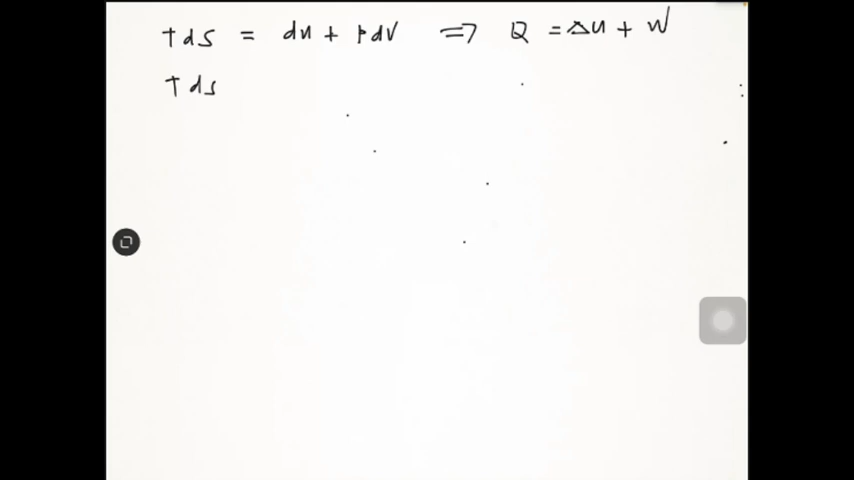 Tds = du + pdV ⇒ Q = Δu + W
Tds